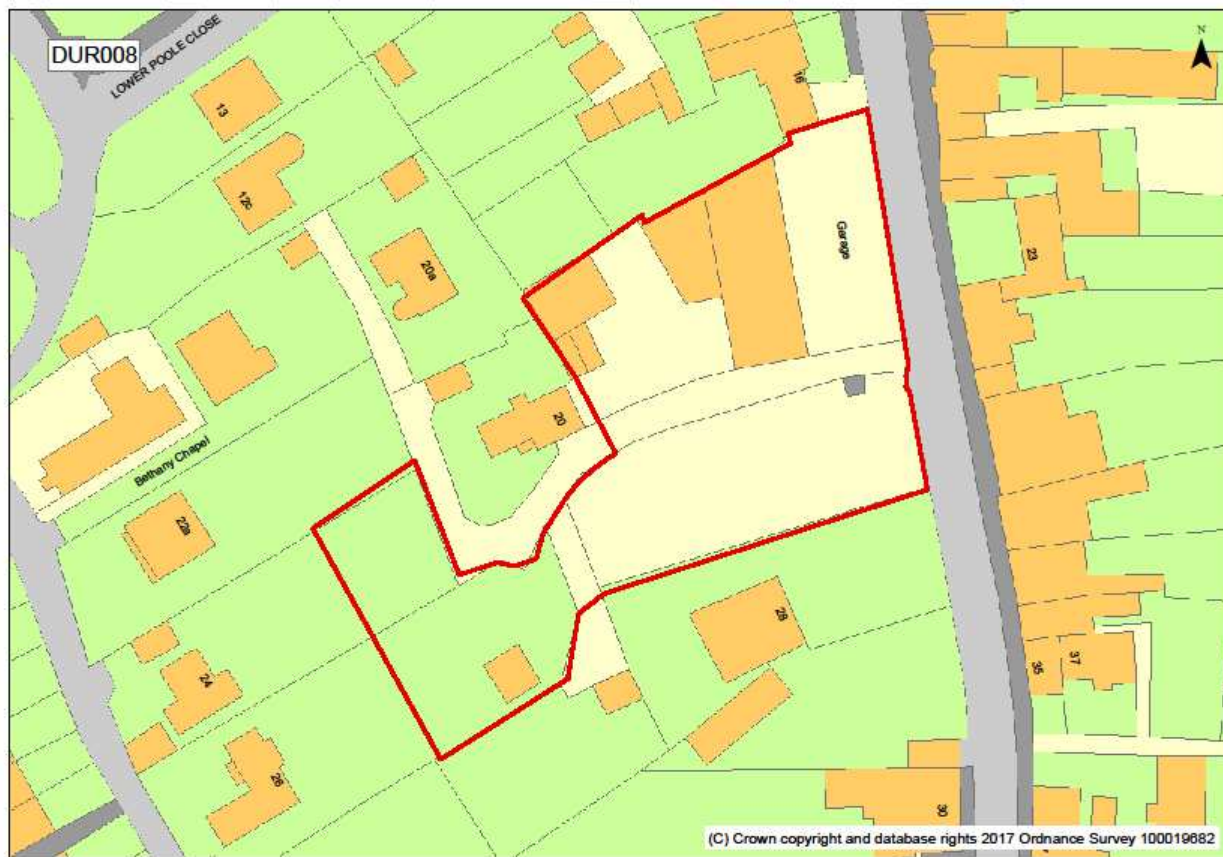 DUR008
LOWER POOLE CLOSE
N
13
16
12c
20a
Garage
23
20
Bethany Chapel
22a
28
24
35
37
26
30
(C) Crown copyright and database rights 2017 Ordnance Survey 100019682